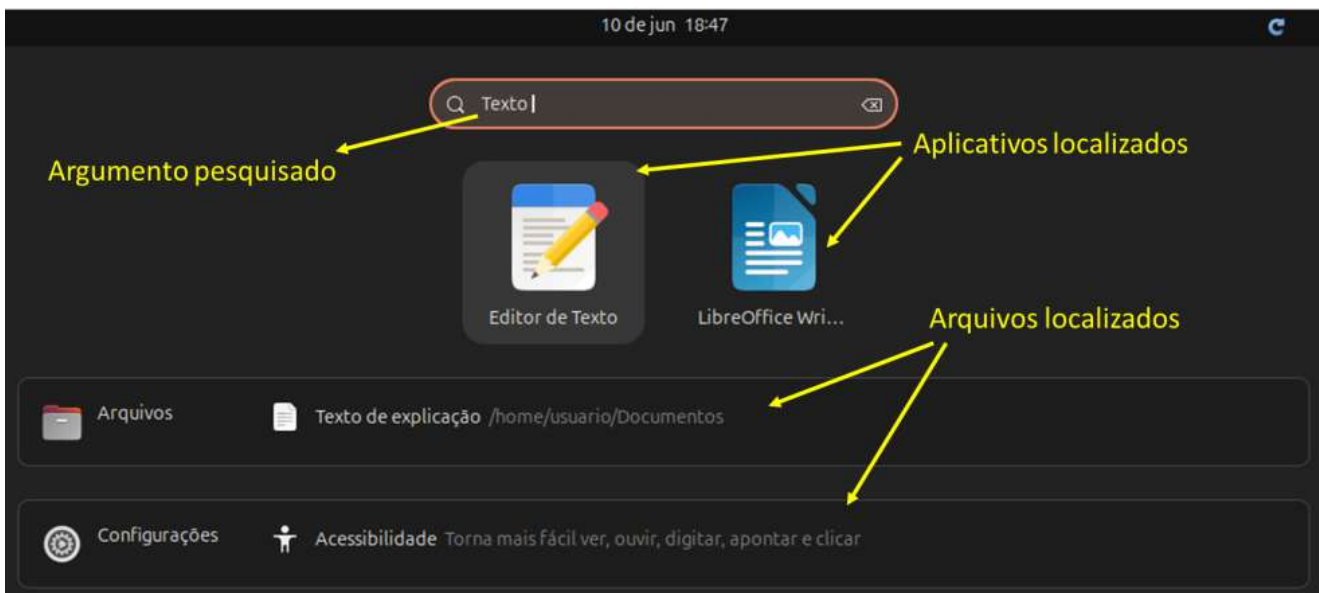 10 de jun 18:47
Texto
Argumento pesquisado
Aplicativos localizados
Editor de Texto
LibreOffice Wri...
Arquivos localizados
Arquivos
Texto de explicação /home/usuario/Documentos
Configurações
Acessibilidade Torna mais fácil ver, ouvir, digitar, apontar e clicar